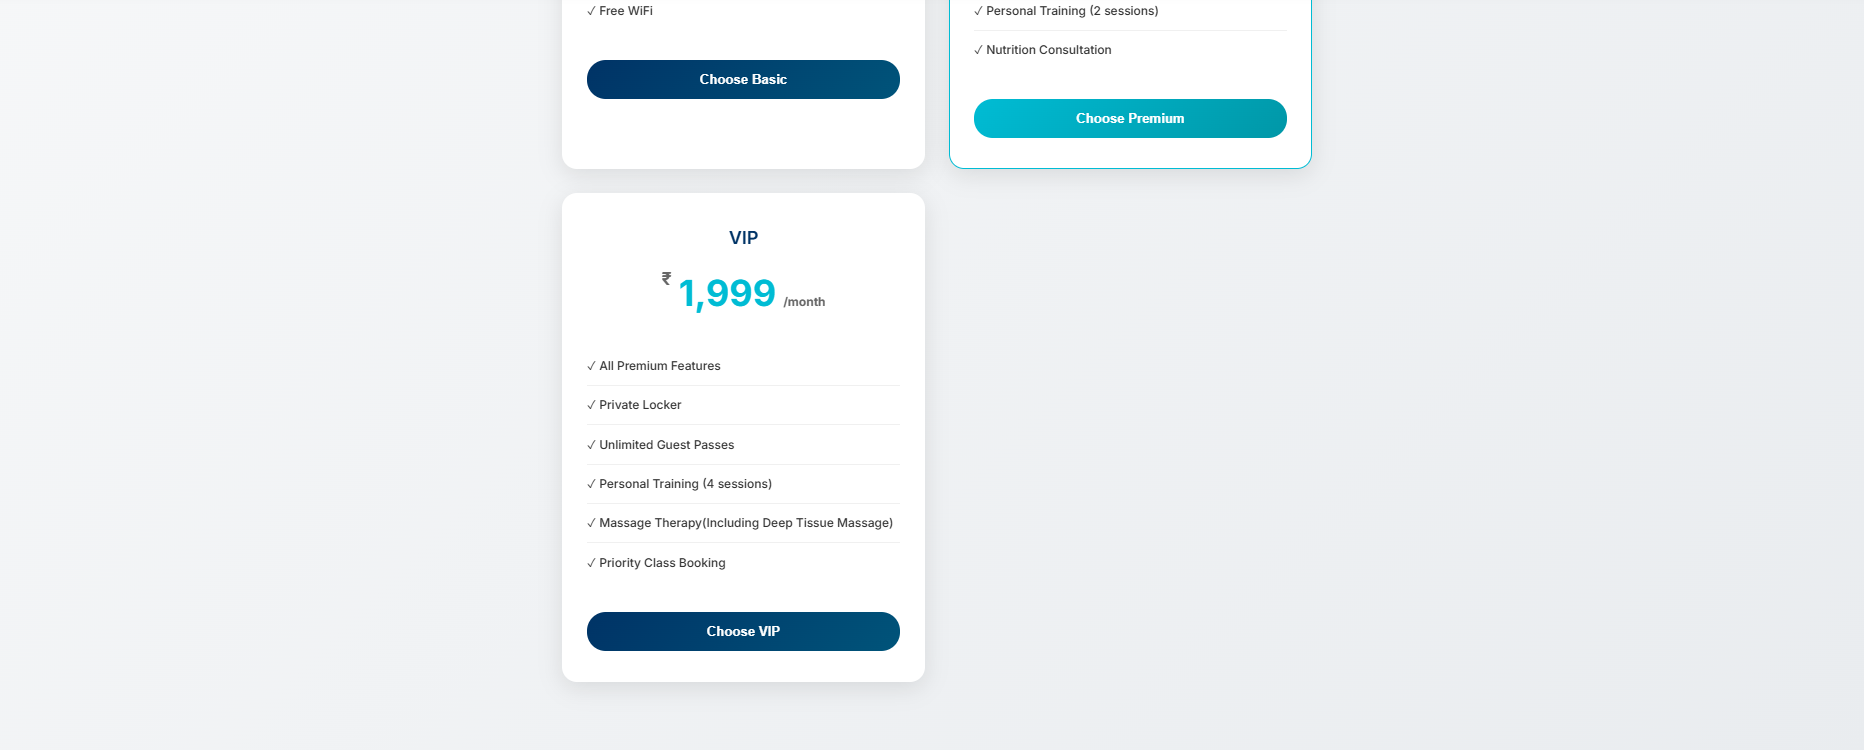 ✓ Free WiFi
Choose Basic
✓ Personal Training (2 sessions)
✓ Nutrition Consultation
Choose Premium
VIP
₹ 1,999 /month
✓ All Premium Features
✓ Private Locker
✓ Unlimited Guest Passes
✓ Personal Training (4 sessions)
✓ Massage Therapy(Including Deep Tissue Massage)
✓ Priority Class Booking
Choose VIP